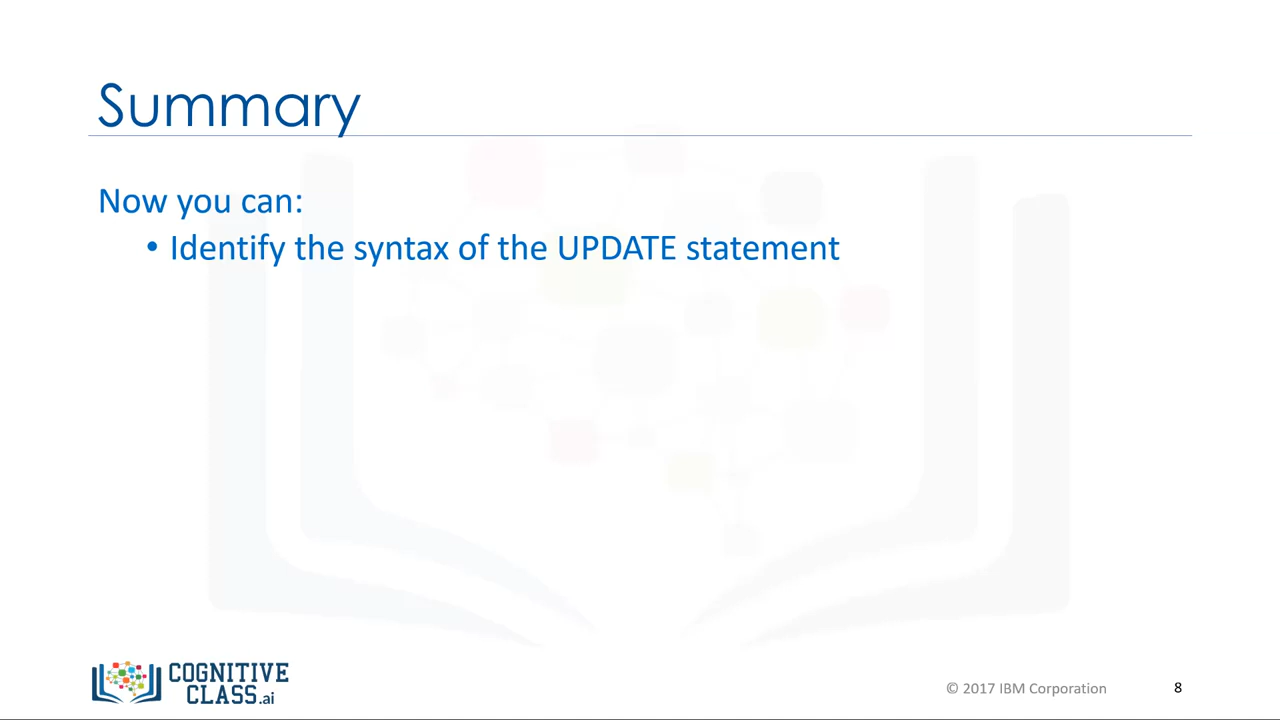 Summary
Now you can:
• Identify the syntax of the UPDATE statement
COGNITIVE
CLASS.ai
© 2017 IBM Corporation
8